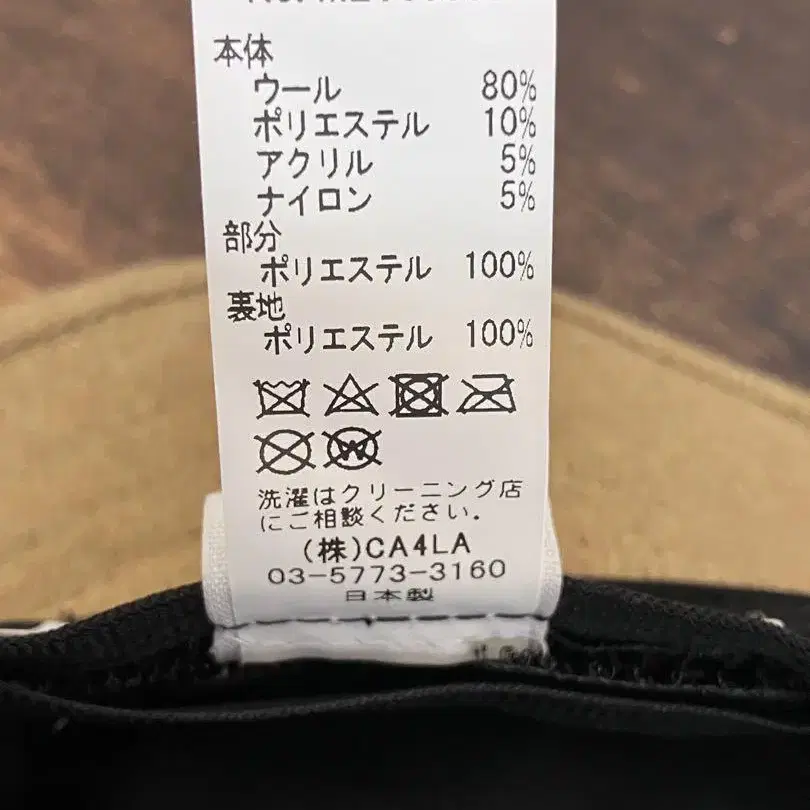 本体
ウール 80%
ポリエステル 10%
アクリル 5%
ナイロン 5%
部分
ポリエステル 100%
裏地
ポリエステル 100%
洗濯はクリーニング店
にご相談ください.
(株)CA4LA
03-5773-3160
日本製